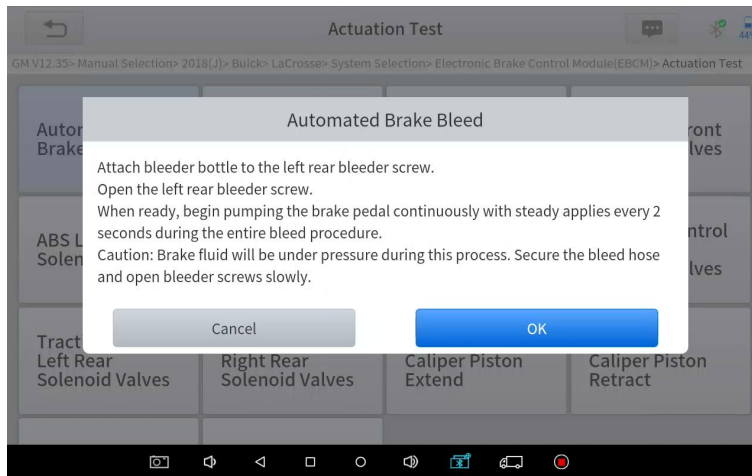 Actuation Test
GM V12.35> Manual Selection> 2018(J)> Buick> LaCrosse> System Selection> Electronic Brake Control Module(EBCM)> Actuation Test
Automated Brake Bleed
Attach bleeder bottle to the left rear bleeder screw.
Open the left rear bleeder screw.
When ready, begin pumping the brake pedal continuously with steady applies every 2
seconds during the entire bleed procedure.
Caution: Brake fluid will be under pressure during this process. Secure the bleed hose
and open bleeder screws slowly.
Cancel
OK
ABS L
Left Rear
Solenoid Valves
Right Rear
Solenoid Valves
Caliper Piston
Extend
Caliper Piston
Retract